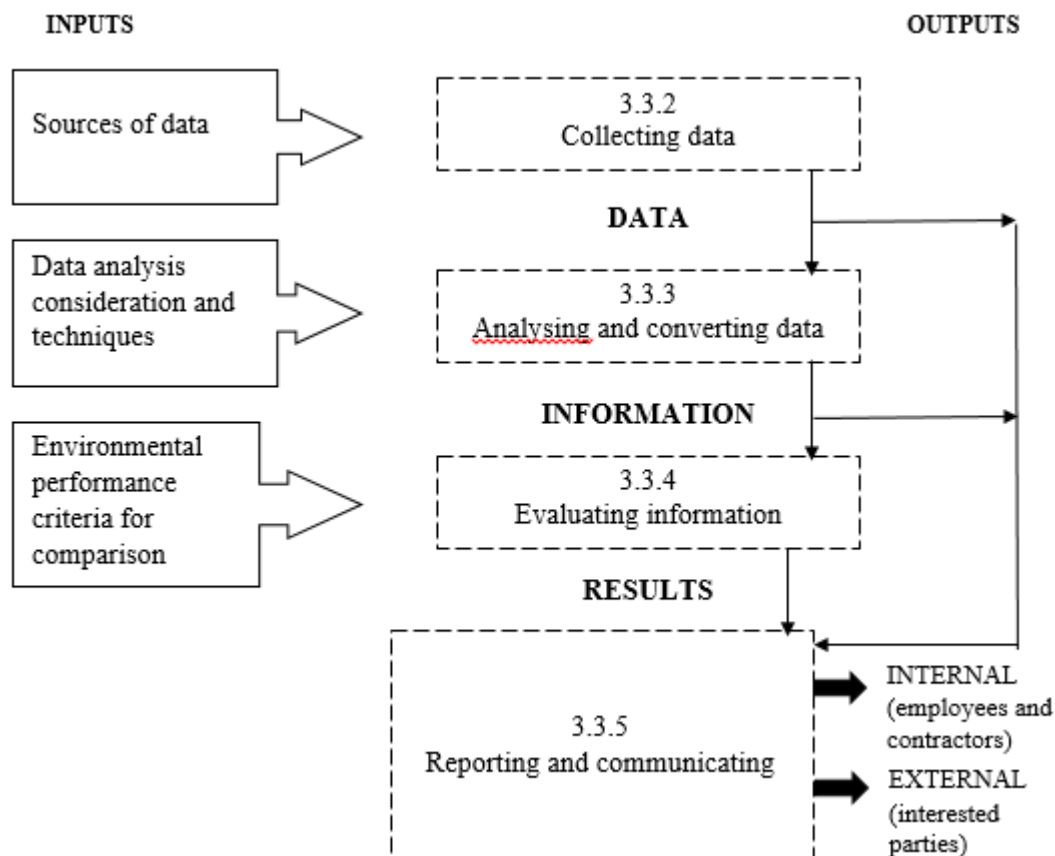 INPUTS
OUTPUTS
Sources of data
3.3.2
Collecting data
DATA
Data analysis
consideration and
techniques
3.3.3
Analysing and converting data
INFORMATION
Environmental
performance
criteria for
comparison
3.3.4
Evaluating information
RESULTS
3.3.5
Reporting and communicating
INTERNAL
(employees and
contractors)
EXTERNAL
(interested
parties)